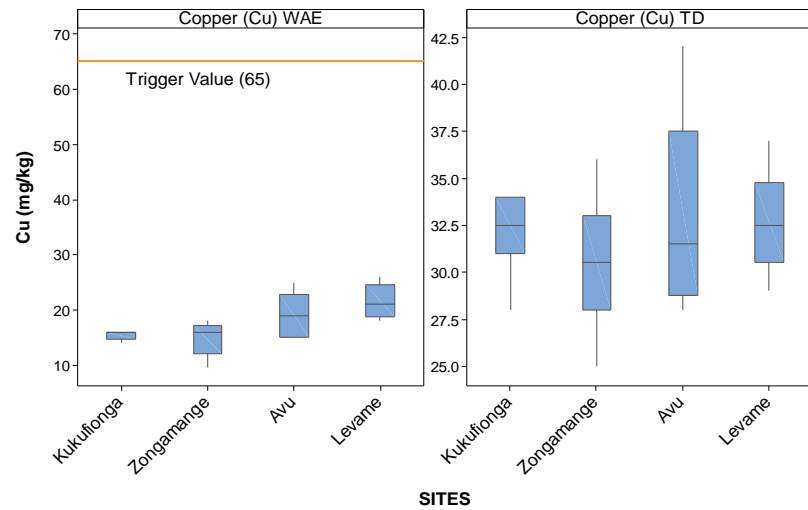 Copper (Cu) WAE
Copper (Cu) TD
70
60
50
40
30
20
10
Trigger Value (65)
42.5
40.0
37.5
35.0
32.5
30.0
27.5
25.0
Cu (mg/kg)
Kukufionga
Zongamange
Avu
Levame
Kukufionga
Zongamange
Avu
Levame
SITES